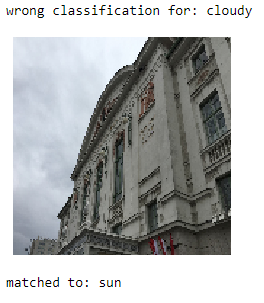 wrong classification for: cloudy
matched to: sun